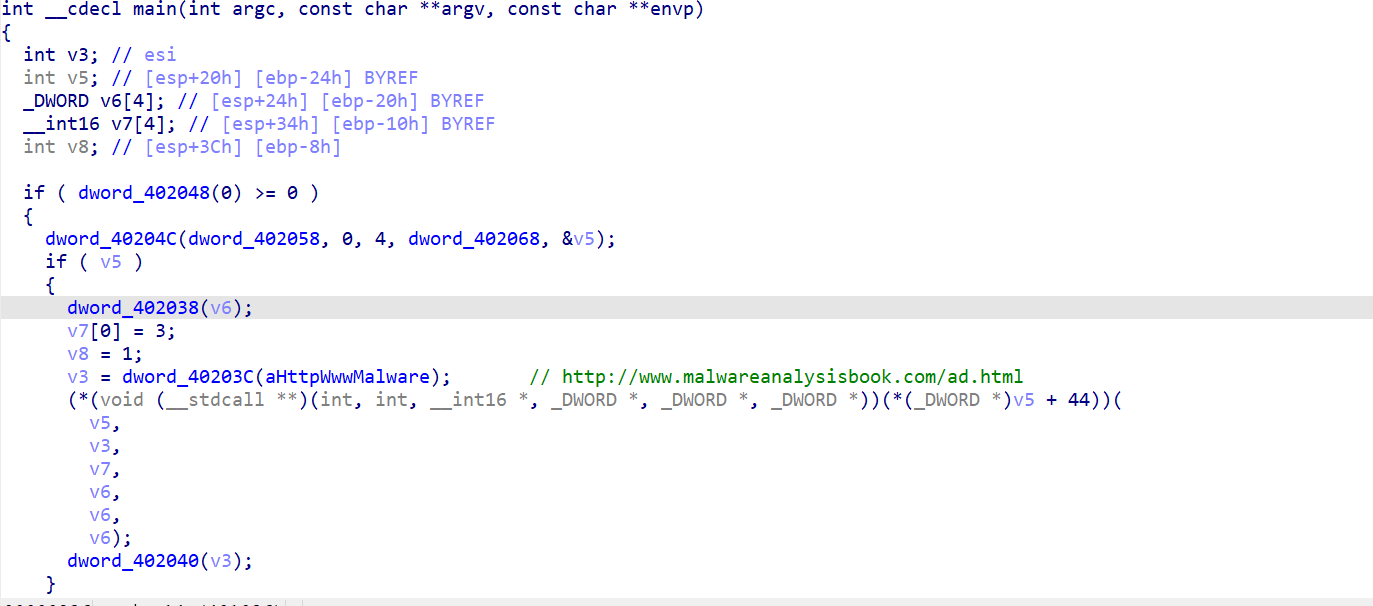 int __cdecl main(int argc, const char **argv, const char **envp)
{
int v3; // esi
int v5; // [esp+20h] [ebp-24h] BYREF
_DWORD v6[4]; // [esp+24h] [ebp-20h] BYREF
__int16 v7[4]; // [esp+34h] [ebp-10h] BYREF
int v8; // [esp+3Ch] [ebp-8h]
if ( dword_402048(0) >= 0 )
{
dword_40204C(dword_402058, 0, 4, dword_402068, &v5);
if ( v5 )
{
dword_402038(v6);
v7[0] = 3;
v8 = 1;
v3 = dword_40203C(aHttpWwwMalware); // http://www.malwareanalysisbook.com/ad.html
(*(void (__stdcall **)(int, int, __int16 *, _DWORD *, _DWORD *, _DWORD *))(*(_DWORD *)v5 + 44))(
v5,
v3,
v7,
v6,
v6,
v6);
dword_402040(v3);
}